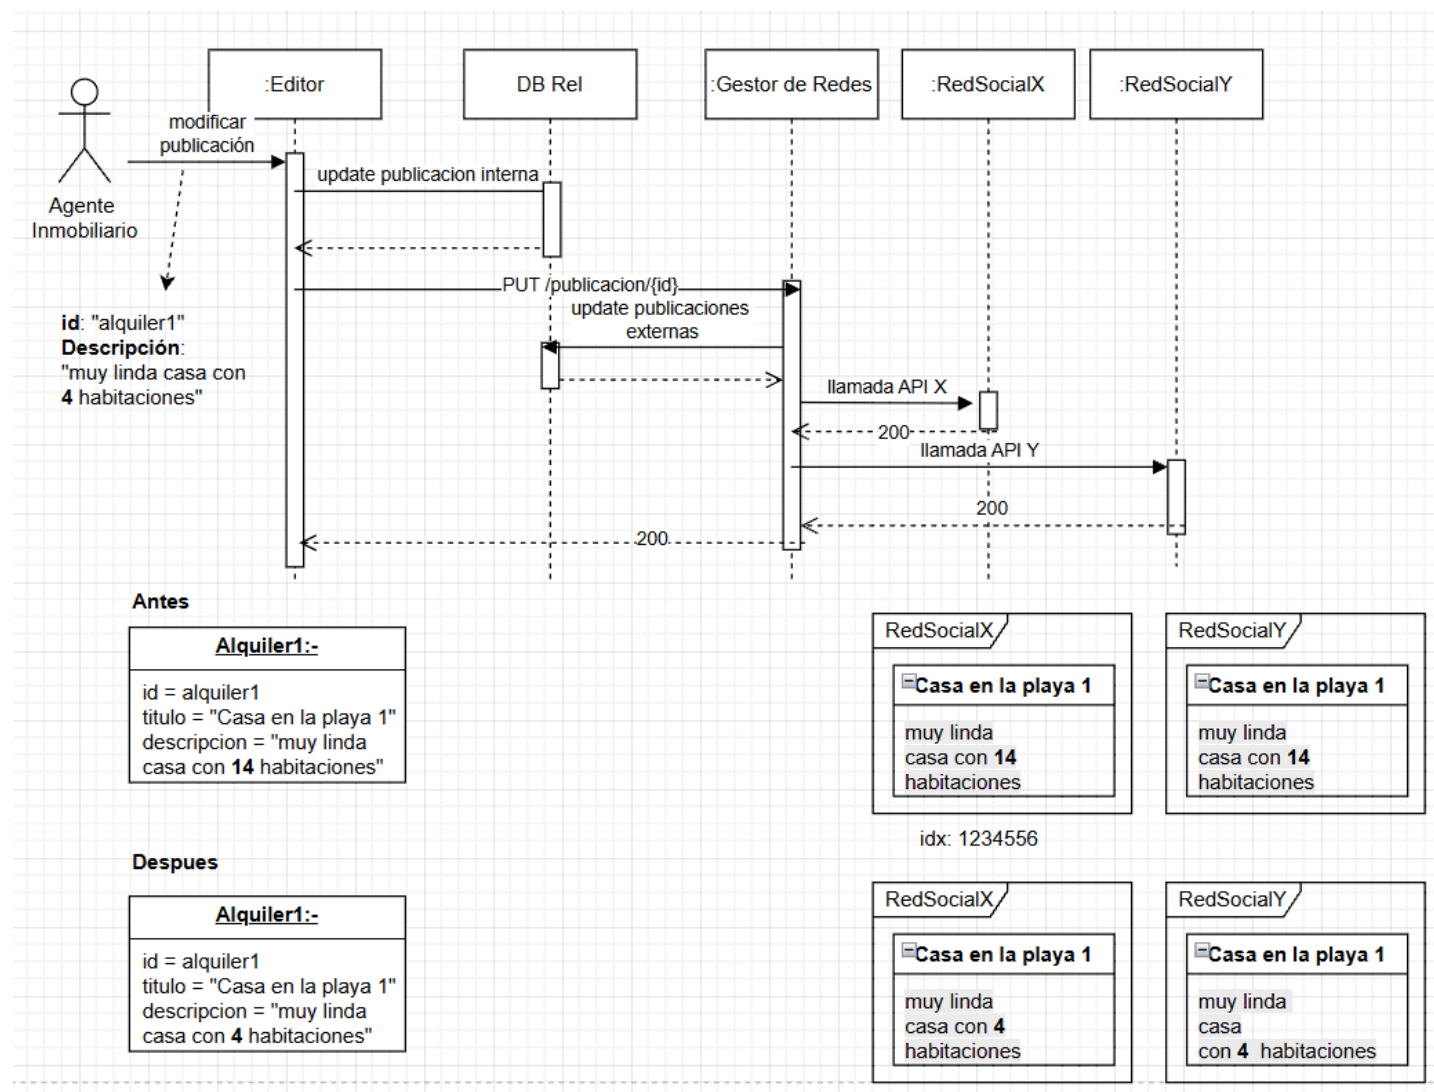 :Editor
DB Rel
:Gestor de Redes
:RedSocialX
:RedSocialY
modificar
publicación
update publicacion interna
Agente
Inmobiliario
PUT /publicacion/{id}
update publicaciones
externas
id: "alquiler1"
Descripción:
"muy linda casa con
4 habitaciones"
llamada API X
200
llamada API Y
200
200
Antes
Alquiler1:-
id = alquiler1
titulo = "Casa en la playa 1"
descripcion = "muy linda
casa con 14 habitaciones"
RedSocialX
Casa en la playa 1
muy linda
casa con 14
habitaciones
RedSocialY
Casa en la playa 1
muy linda
casa con 14
habitaciones
idx: 1234556
Despues
Alquiler1:-
id = alquiler1
titulo = "Casa en la playa 1"
descripcion = "muy linda
casa con 4 habitaciones"
RedSocialX
Casa en la playa 1
muy linda
casa con 4
habitaciones
RedSocialY
Casa en la playa 1
muy linda
casa
con 4 habitaciones